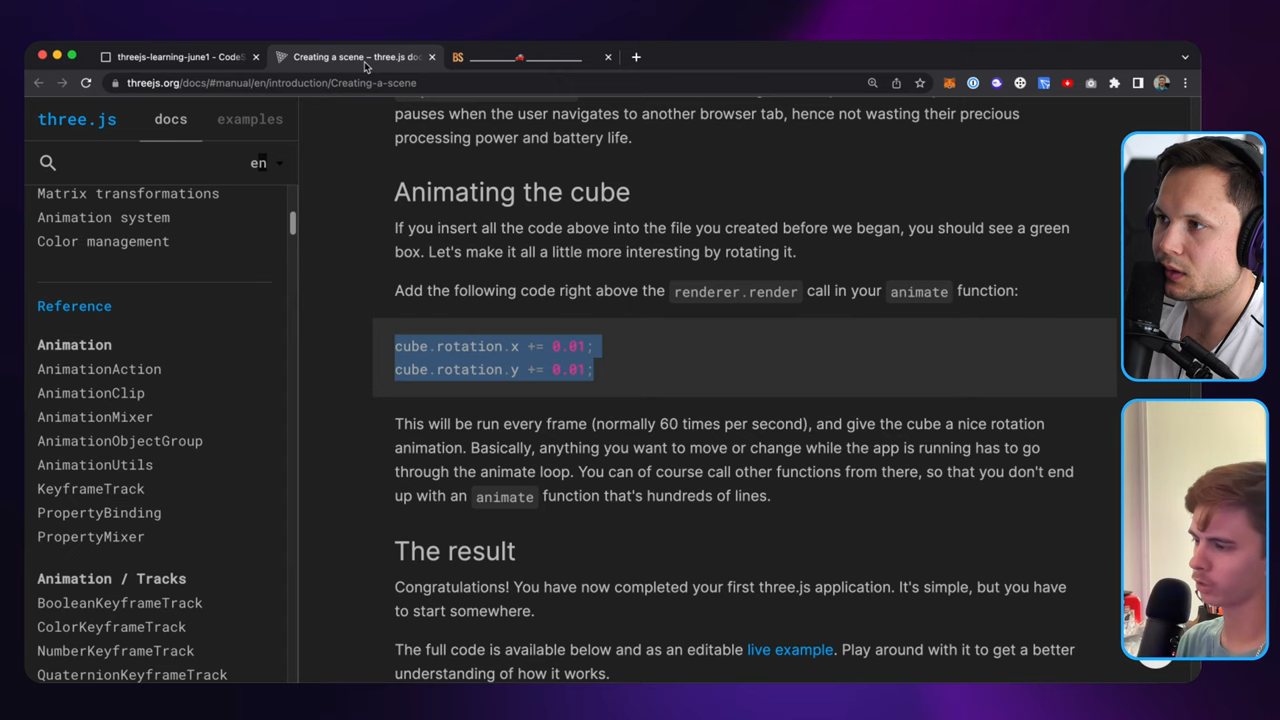 threejs-learning-june1 - CodeS
Creating a scene – three.js doc
BS
threejs.org/docs/#manual/en/introduction/Creating-a-scene
three.js
docs
examples
en
Matrix transformations
Animation system
Color management
Reference
Animation
AnimationAction
AnimationClip
AnimationMixer
AnimationObjectGroup
AnimationUtils
KeyframeTrack
PropertyBinding
PropertyMixer
Animation / Tracks
BooleanKeyframeTrack
ColorKeyframeTrack
NumberKeyframeTrack
QuaternionKeyframeTrack
pauses when the user navigates to another browser tab, hence not wasting their precious
processing power and battery life.
Animating the cube
If you insert all the code above into the file you created before we began, you should see a green
box. Let's make it all a little more interesting by rotating it.
Add the following code right above the renderer.render call in your animate function:
cube.rotation.x += 0.01;
cube.rotation.y += 0.01;
This will be run every frame (normally 60 times per second), and give the cube a nice rotation
animation. Basically, anything you want to move or change while the app is running has to go
through the animate loop. You can of course call other functions from there, so that you don't end
up with an animate function that's hundreds of lines.
The result
Congratulations! You have now completed your first three.js application. It's simple, but you have
to start somewhere.
The full code is available below and as an editable live example. Play around with it to get a better
understanding of how it works.